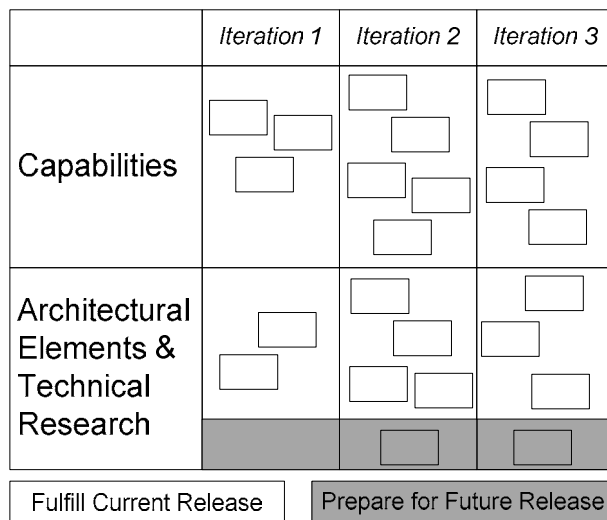 Iteration 1 Iteration 2 Iteration 3
Capabilities
Architectural
Elements &
Technical
Research
Fulfill Current Release Prepare for Future Release